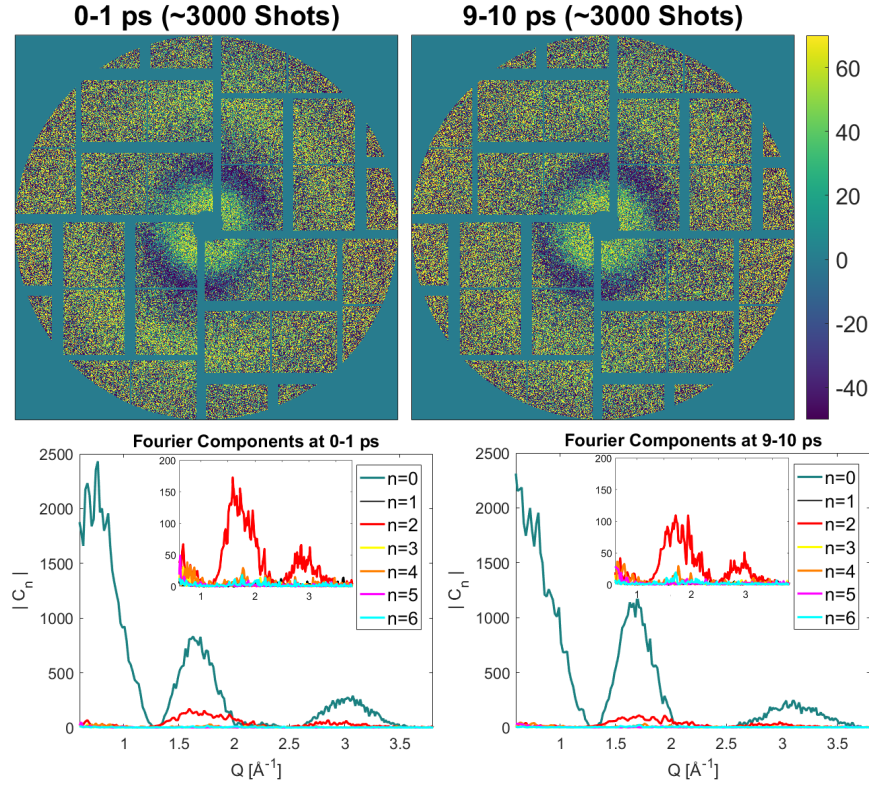 0-1 ps (~3000 Shots)
9-10 ps (~3000 Shots)
60
40
20
0
-20
-40
Fourier Components at 0-1 ps
2500
2000
1500
1000
500
0
| Cₙ |
1
1.5
2
2.5
3
3.5
Q [Å⁻¹]
200
150
100
50
0
1
2
3
n=0
n=1
n=2
n=3
n=4
n=5
n=6
Fourier Components at 9-10 ps
2500
2000
1500
1000
500
0
| Cₙ |
1
1.5
2
2.5
3
3.5
Q [Å⁻¹]
200
150
100
50
0
1
2
3
n=0
n=1
n=2
n=3
n=4
n=5
n=6